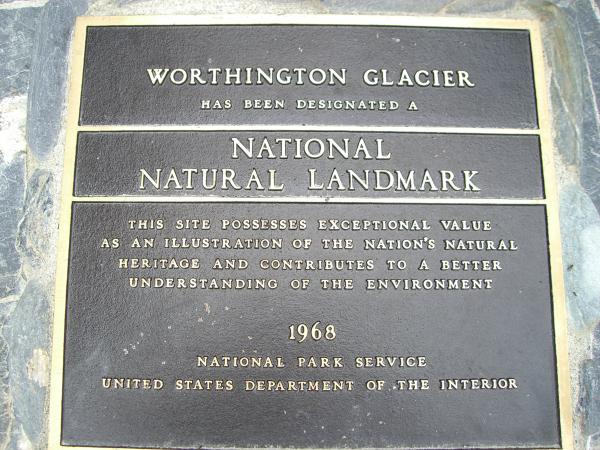 WORTHINGTON GLACIER
HAS BEEN DESIGNATED A
NATIONAL
NATURAL LANDMARK
THIS SITE POSSESSES EXCEPTIONAL VALUE
AS AN ILLUSTRATION OF THE NATION'S NATURAL
HERITAGE AND CONTRIBUTES TO A BETTER
UNDERSTANDING OF THE ENVIRONMENT
1968
NATIONAL PARK SERVICE
UNITED STATES DEPARTMENT OF THE INTERIOR